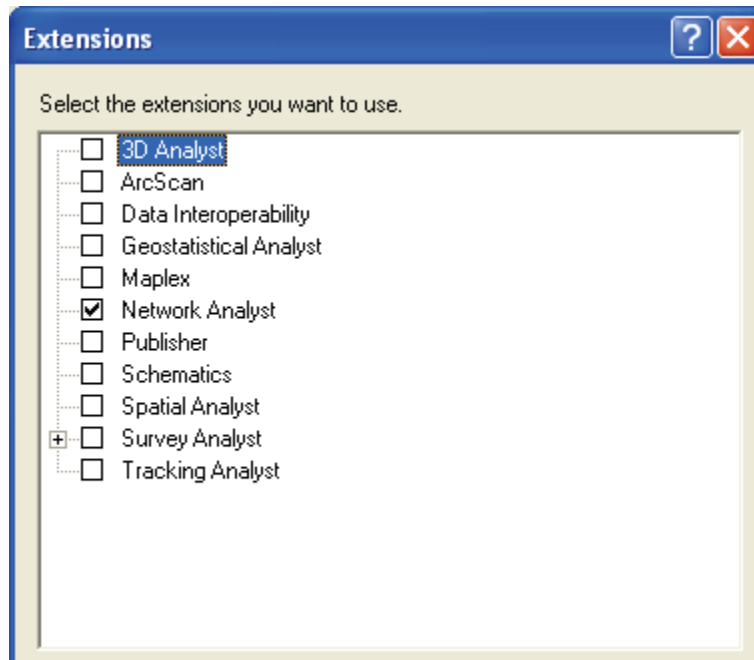 Extensions
Select the extensions you want to use.
3D Analyst
ArcScan
Data Interoperability
Geostatistical Analyst
Maplex
Network Analyst
Publisher
Schematics
Spatial Analyst
Survey Analyst
Tracking Analyst